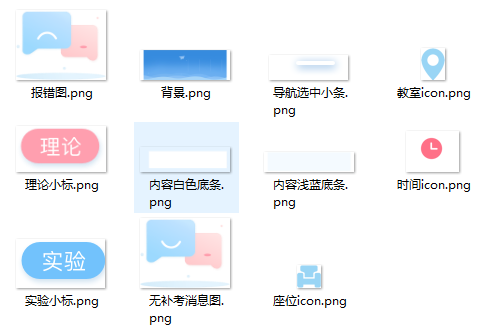 报错图.png
背景.png
导航选中小条.
png
教室icon.png
理论
理论小标.png
内容白色底条.
png
内容浅蓝底条.
png
时间icon.png
实验
实验小标.png
无补考消息图.
png
座位icon.png